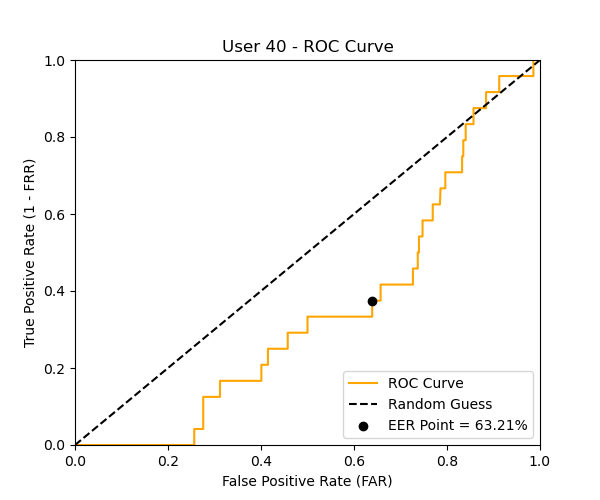 User 40 - ROC Curve
True Positive Rate (1 - FRR)
1.0
0.8
0.6
0.4
0.2
0.0
ROC Curve
Random Guess
EER Point = 63.21%
0.0 0.2 0.4 0.6 0.8 1.0
False Positive Rate (FAR)